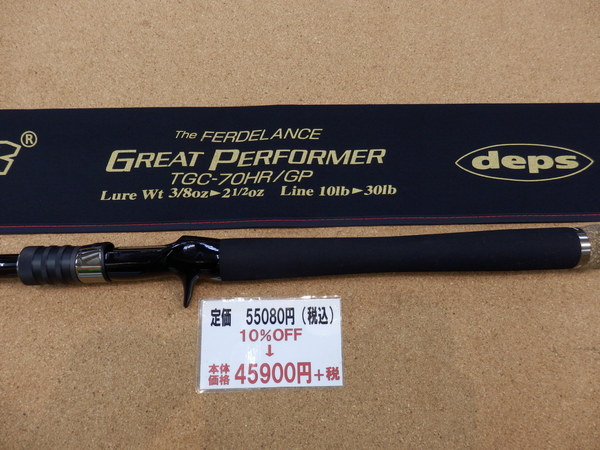 The FERDELANCE
GREAT PERFORMER
TGC-70HR/GP
Lure Wt 3/8oz►2 1/2oz Line 10lb►30lb
deps
®
定価 55080円(税込)
10%OFF
↓
本体価格 45900円+税